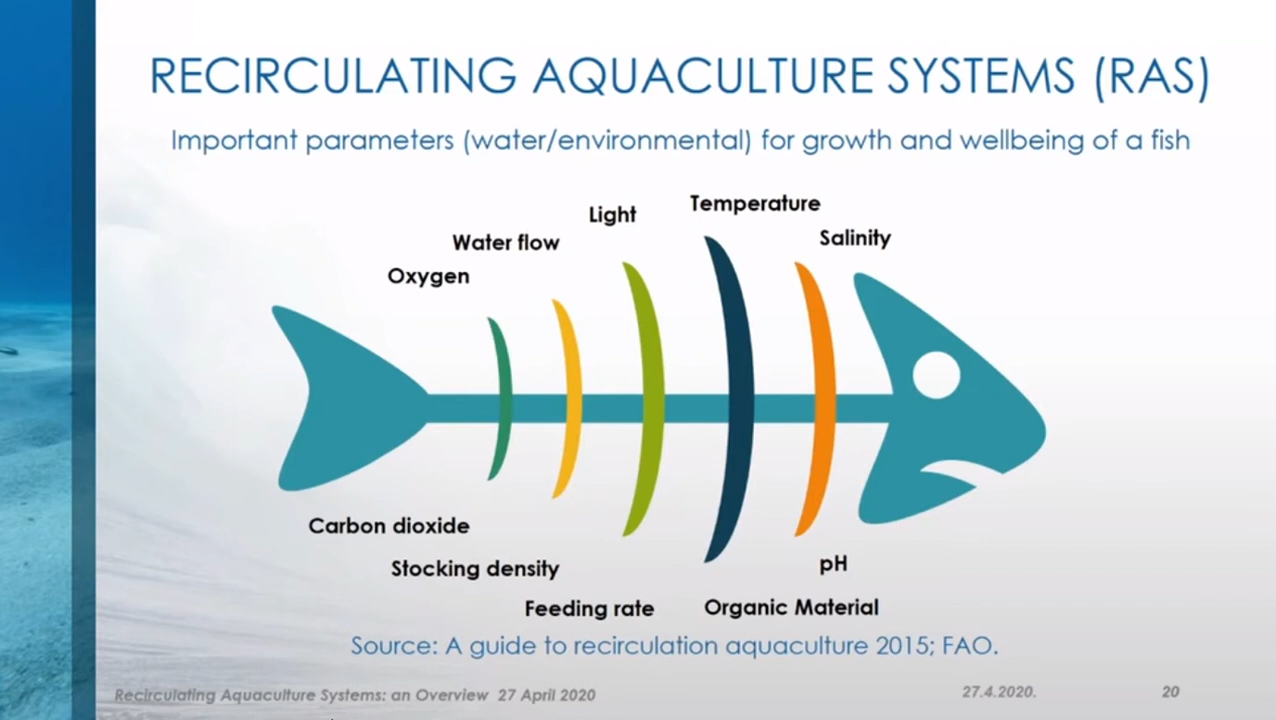 RECIRCULATING AQUACULTURE SYSTEMS (RAS)
Important parameters (water/environmental) for growth and wellbeing of a fish
Oxygen
Water flow
Light
Temperature
Salinity
Carbon dioxide
Stocking density
Feeding rate
Organic Material
pH
Source: A guide to recirculation aquaculture 2015; FAO.
Recirculating Aquaculture Systems: an Overview 27 April 2020
27.4.2020.
20